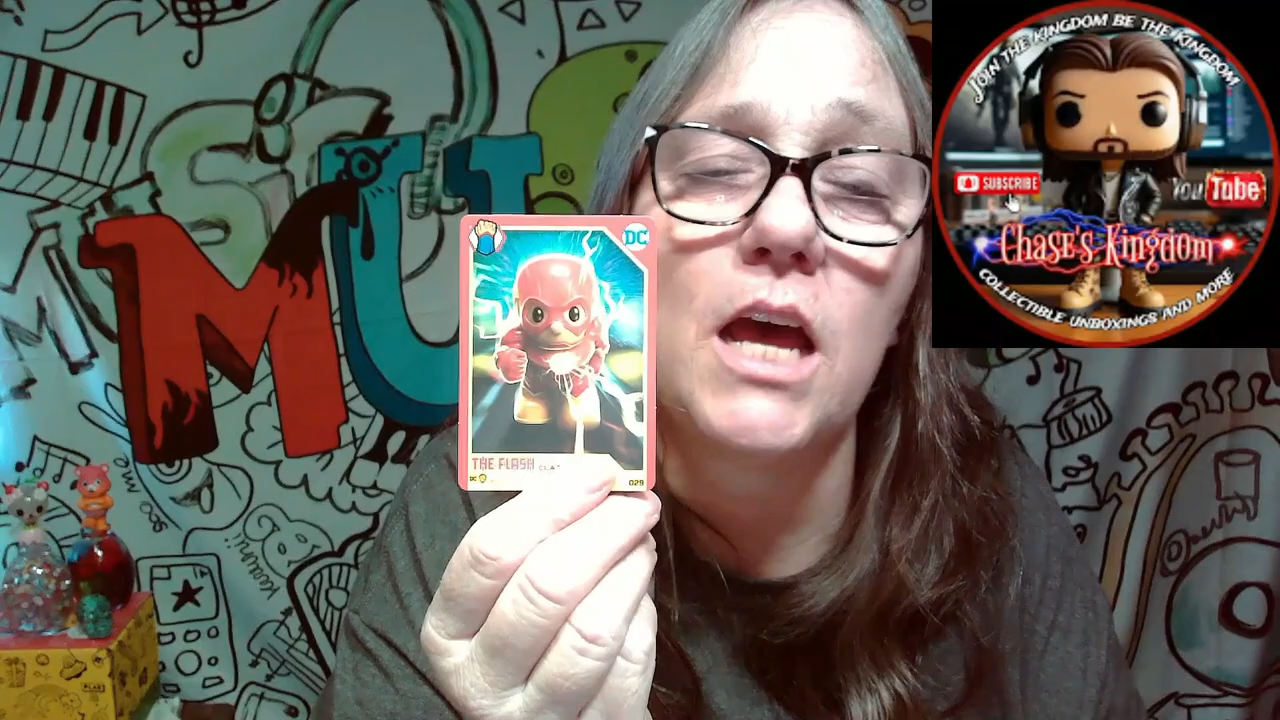 JOIN THE KINGDOM BE THE KINGDOM
SUBSCRIBE
YouTube
Chase's Kingdom
COLLECTIBLE UNBOXINGS AND MORE
MU
DC
THE FLASH
DC
029